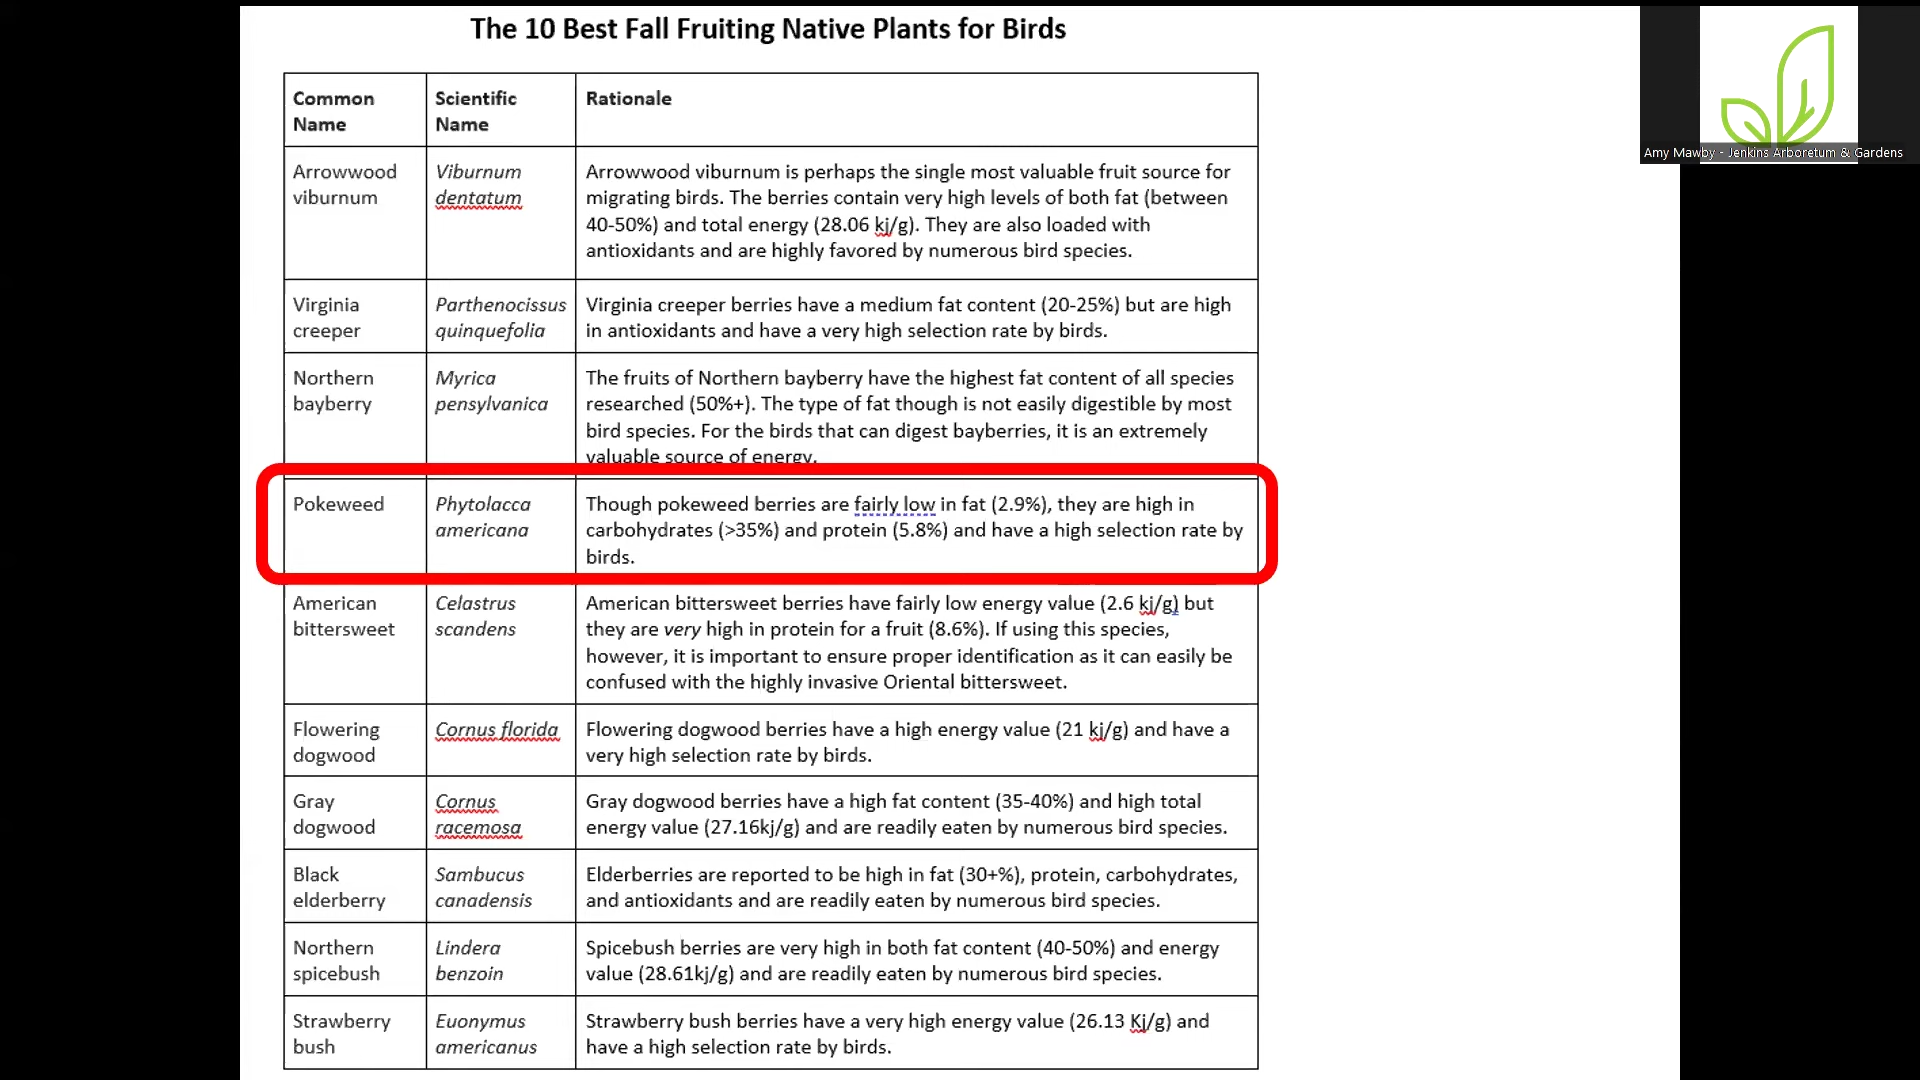 The 10 Best Fall Fruiting Native Plants for Birds
Amy Mawby - Jenkins Arboretum & Gardens
Common Name
Scientific Name
Rationale
Arrowwood viburnum
Viburnum dentatum
Arrowwood viburnum is perhaps the single most valuable fruit source for
migrating birds. The berries contain very high levels of both fat (between
40-50%) and total energy (28.06 kj/g). They are also loaded with
antioxidants and are highly favored by numerous bird species.
Virginia creeper
Parthenocissus quinquefolia
Virginia creeper berries have a medium fat content (20-25%) but are high
in antioxidants and have a very high selection rate by birds.
Northern bayberry
Myrica pensylvanica
The fruits of Northern bayberry have the highest fat content of all species
researched (50%+). The type of fat though is not easily digestible by most
bird species. For the birds that can digest bayberries, it is an extremely
valuable source of energy.
Pokeweed
Phytolacca americana
Though pokeweed berries are fairly low in fat (2.9%), they are high in
carbohydrates (>35%) and protein (5.8%) and have a high selection rate by
birds.
American bittersweet
Celastrus scandens
American bittersweet berries have fairly low energy value (2.6 kj/g) but
they are very high in protein for a fruit (8.6%). If using this species,
however, it is important to ensure proper identification as it can easily be
confused with the highly invasive Oriental bittersweet.
Flowering dogwood
Cornus florida
Flowering dogwood berries have a high energy value (21 kj/g) and have a
very high selection rate by birds.
Gray dogwood
Cornus racemosa
Gray dogwood berries have a high fat content (35-40%) and high total
energy value (27.16kj/g) and are readily eaten by numerous bird species.
Black elderberry
Sambucus canadensis
Elderberries are reported to be high in fat (30+%), protein, carbohydrates,
and antioxidants and are readily eaten by numerous bird species.
Northern spicebush
Lindera benzoin
Spicebush berries are very high in both fat content (40-50%) and energy
value (28.61kj/g) and are readily eaten by numerous bird species.
Strawberry bush
Euonymus americanus
Strawberry bush berries have a very high energy value (26.13 Kj/g) and
have a high selection rate by birds.